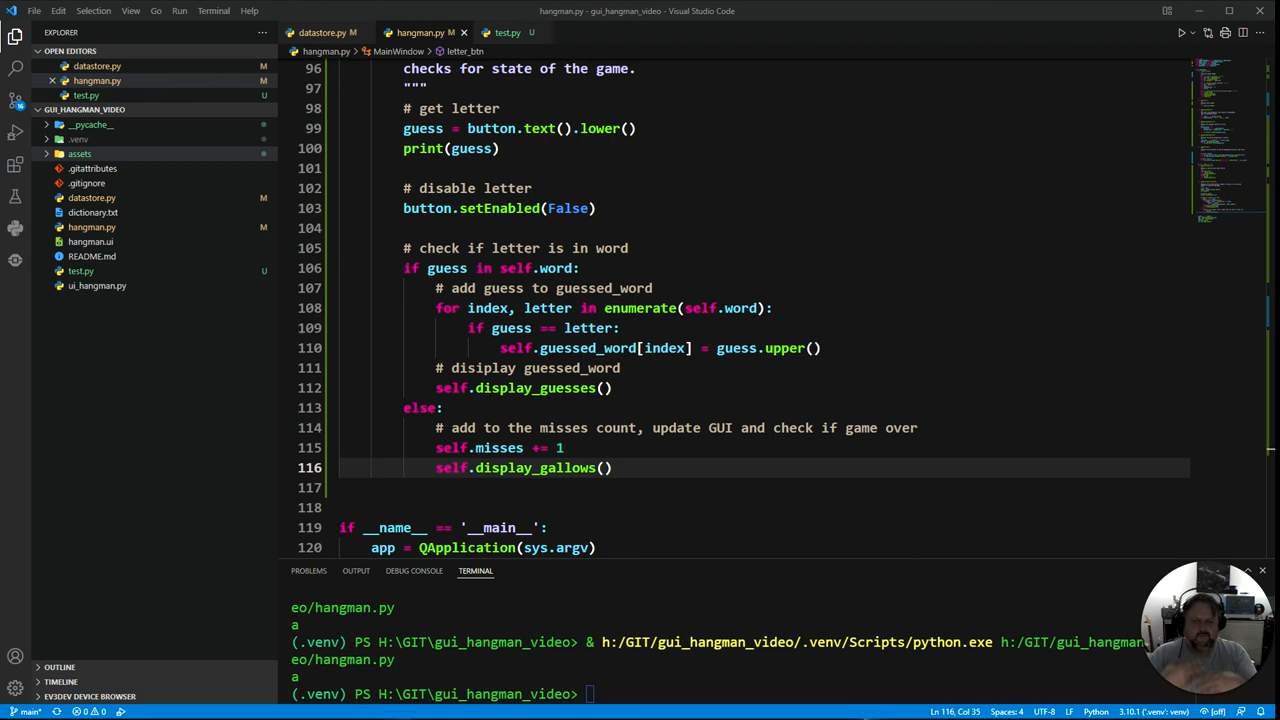 File Edit Selection View Go Run Terminal Help
hangman.py - gui_hangman_video - Visual Studio Code
EXPLORER
OPEN EDITORS
datastore.py M
hangman.py M
test.py U
GUI_HANGMAN_VIDEO
__pycache__
.venv
assets
.gitattributes
.gitignore
datastore.py M
dictionary.txt
hangman.py M
hangman.ui
README.md
test.py U
ui_hangman.py
OUTLINE
TIMELINE
EV3DEV DEVICE BROWSER
datastore.py M hangman.py M test.py U
hangman.py > MainWindow > letter_btn
96 checks for state of the game.
97 """
98 # get letter
99 guess = button.text().lower()
100 print(guess)
101
102 # disable letter
103 button.setEnabled(False)
104
105 # check if letter is in word
106 if guess in self.word:
107 # add guess to guessed_word
108 for index, letter in enumerate(self.word):
109 if guess == letter:
110 self.guessed_word[index] = guess.upper()
111 # disiplay guessed_word
112 self.display_guesses()
113 else:
114 # add to the misses count, update GUI and check if game over
115 self.misses += 1
116 self.display_gallows()
117
118
119 if __name__ == '__main__':
120 app = QApplication(sys.argv)
PROBLEMS OUTPUT DEBUG CONSOLE TERMINAL
eo/hangman.py
a
(.venv) PS H:\GIT\gui_hangman_video> & h:/GIT/gui_hangman_video/.venv/Scripts/python.exe h:/GIT/gui_hangman
eo/hangman.py
a
(.venv) PS H:\GIT\gui_hangman_video>
main* 0 0 Ln 116, Col 35 Spaces: 4 UTF-8 LF Python 3.10.1 ('.venv': venv) [off]